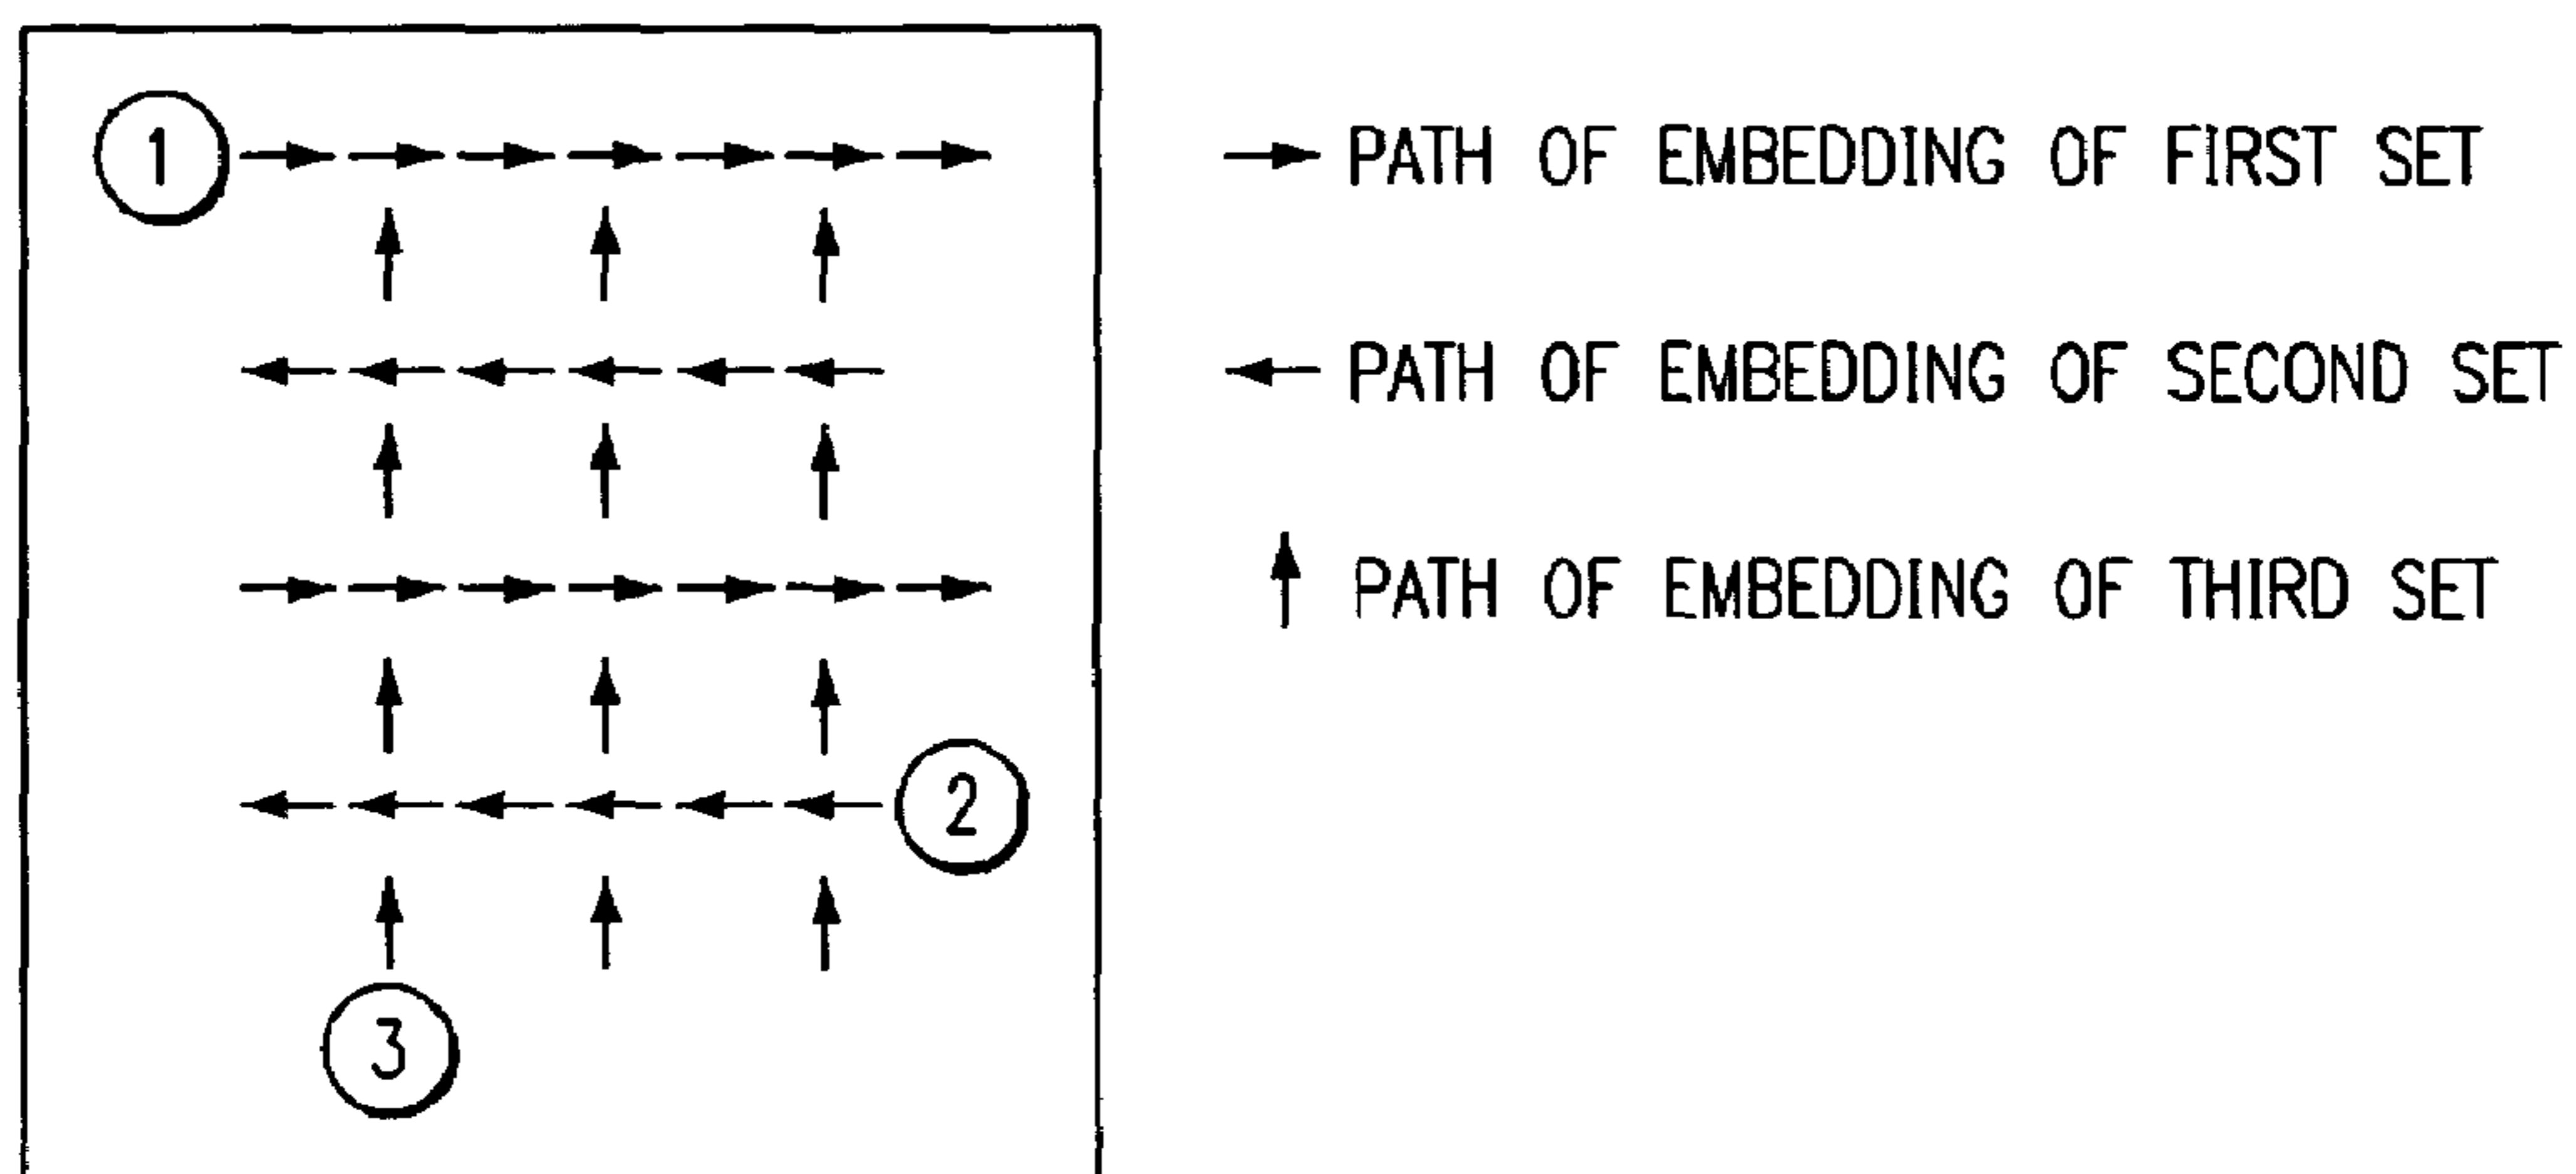 1
PATH OF EMBEDDING OF FIRST SET
PATH OF EMBEDDING OF SECOND SET
PATH OF EMBEDDING OF THIRD SET
2
3